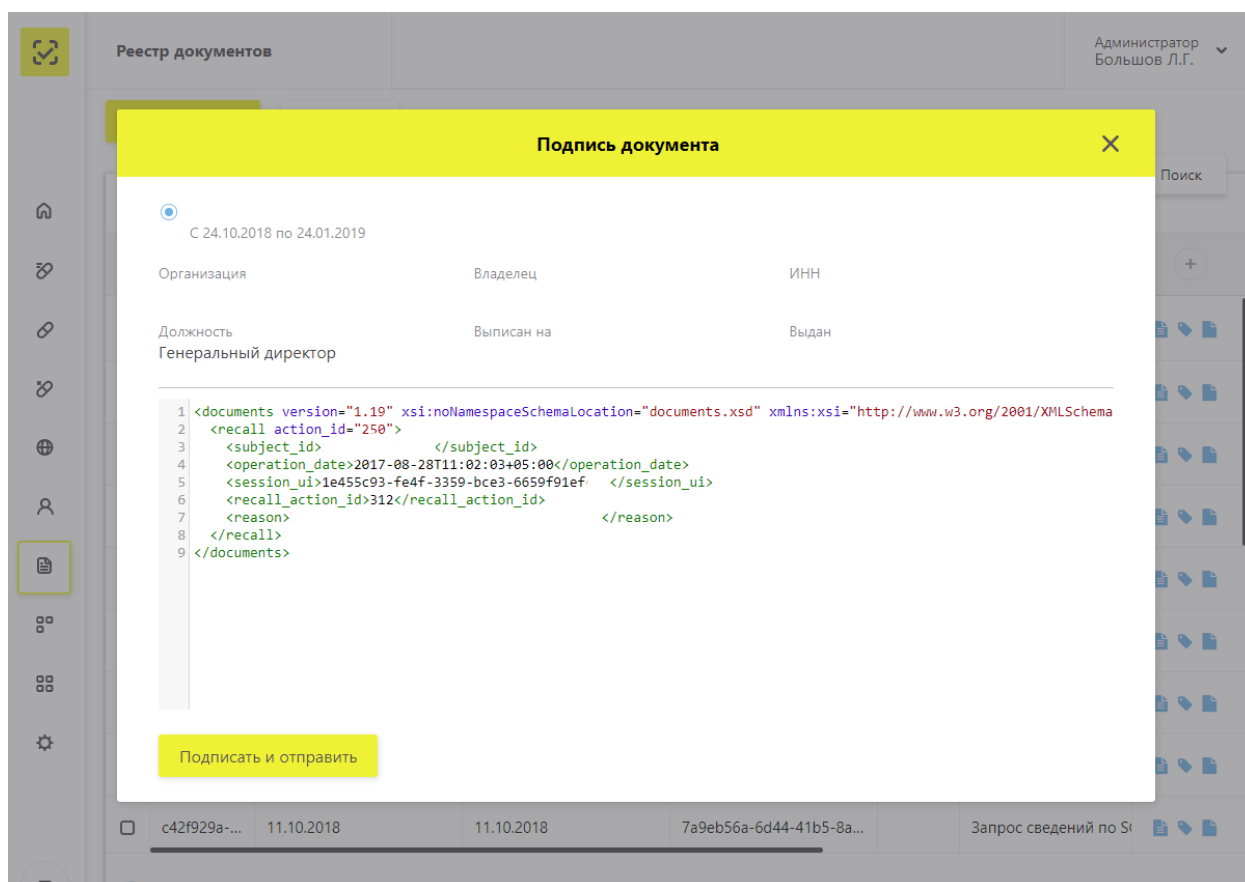 Реестр документов
Администратор
Большов Л.Г.
Подпись документа
Поиск
С 24.10.2018 по 24.01.2019
Организация Владелец ИНН
Должность Выписан на Выдан
Генеральный директор
1 <documents version="1.19" xsi:noNamespaceSchemaLocation="documents.xsd" xmlns:xsi="http://www.w3.org/2001/XMLSchema
2 <recall action_id="250">
3 <subject_id> </subject_id>
4 <operation_date>2017-08-28T11:02:03+05:00</operation_date>
5 <session_ui>1e455c93-fe4f-3359-bce3-6659f91ef </session_ui>
6 <recall_action_id>312</recall_action_id>
7 <reason> </reason>
8 </recall>
9 </documents>
Подписать и отправить
c42f929a-... 11.10.2018 11.10.2018 7a9eb56a-6d44-41b5-8a... Запрос сведений по